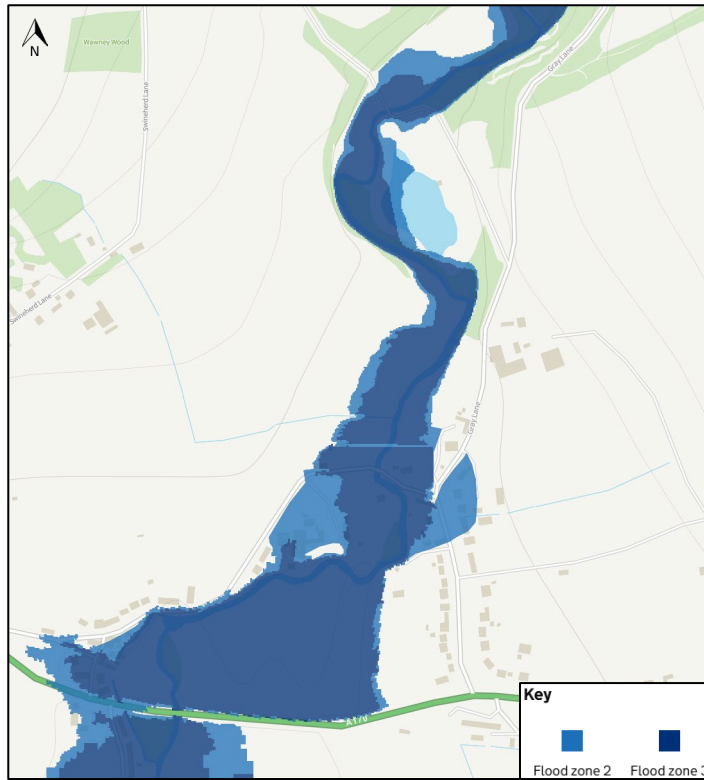 N
Wawney Wood
Swineherd Lane
Gray Lane
Swineherd Lane
Gray Lane
A170
Key
Flood zone 2 Flood zone 3